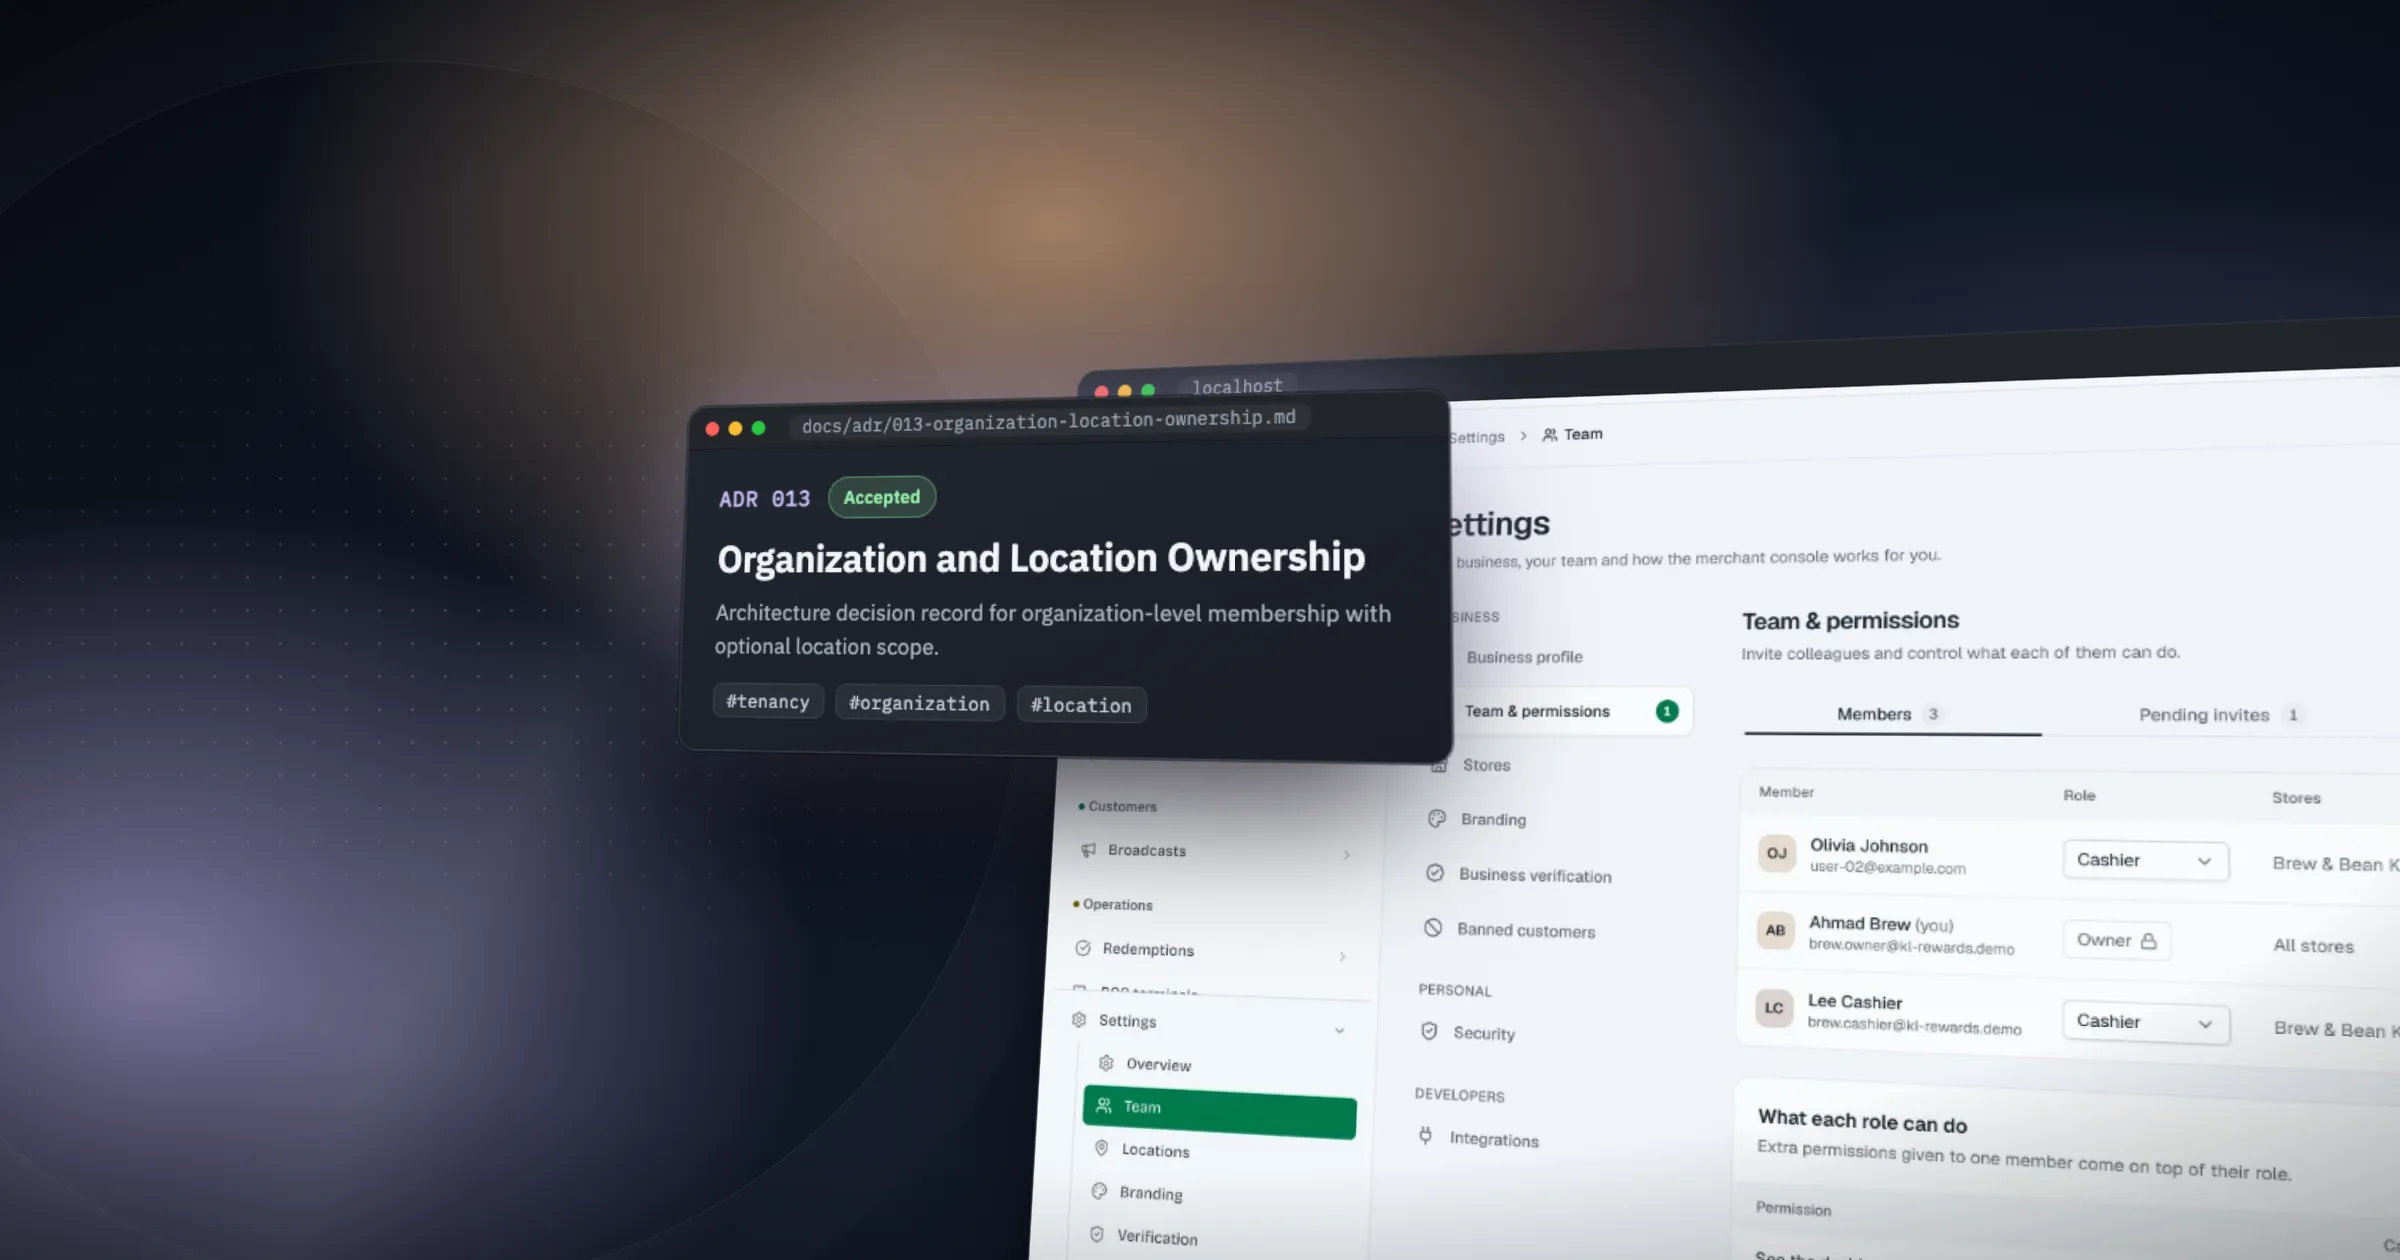 localhost
docs/adr/013-organization-location-ownership.md
ADR 013
Accepted
Organization and Location Ownership
Architecture decision record for organization-level membership with
optional location scope.
#tenancy
#organization
#location
Settings > Team
ettings
business, your team and how the merchant console works for you.
SINESS
Business profile
Team & permissions 1
Stores
Branding
Business verification
Banned customers
PERSONAL
Security
DEVELOPERS
Integrations
Customers
Broadcasts
Operations
Redemptions
Settings
Overview
Team
Locations
Branding
Verification
Team & permissions
Invite colleagues and control what each of them can do.
Members 3
Pending invites 1
Member Role Stores
OJ
Olivia Johnson
user-02@example.com
Cashier
Brew & Bean K
AB
Ahmad Brew (you)
brew.owner@kl-rewards.demo
Owner
All stores
LC
Lee Cashier
brew.cashier@kl-rewards.demo
Cashier
Brew & Bean K
What each role can do
Extra permissions given to one member come on top of their role.
Permission